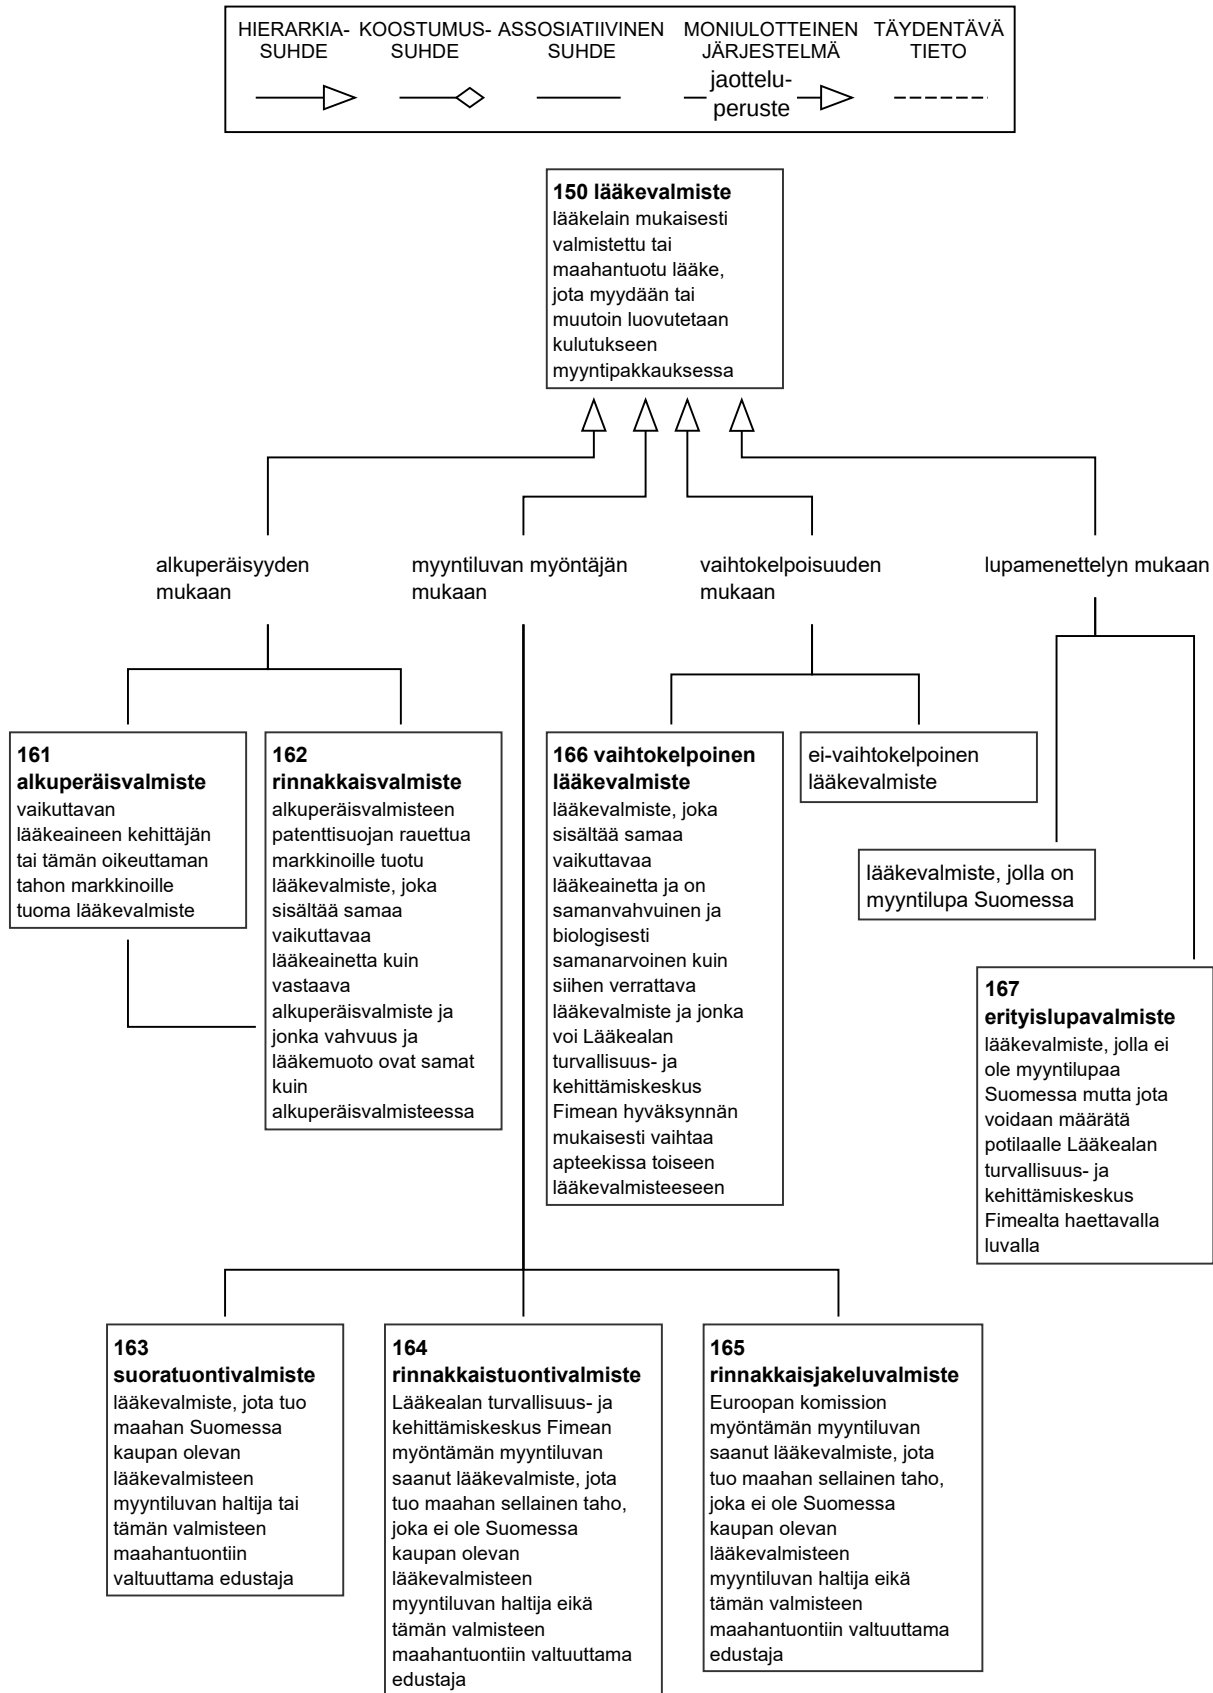 HIERARKIA-
SUHDE
KOOSTUMUS-
SUHDE
ASSOSIATIIVINEN
SUHDE
MONIULOTTEINEN
JÄRJESTELMÄ
jaottelu-
peruste
TÄYDENTÄVÄ
TIETO
150 lääkevalmiste
lääkelain mukaisesti
valmistettu tai
maahantuotu lääke,
jota myydään tai
muutoin luovutetaan
kulutukseen
myyntipakkauksessa
alkuperäisyyden
mukaan
myyntiluvan myöntäjän
mukaan
vaihtokelpoisuuden
mukaan
lupamenettelyn mukaan
161
alkuperäisvalmiste
vaikuttavan
lääkeaineen kehittäjän
tai tämän oikeuttaman
tahon markkinoille
tuoma lääkevalmiste
162
rinnakkaisvalmiste
alkuperäisvalmisteen
patenttisuojan rauettua
markkinoille tuotu
lääkevalmiste, joka
sisältää samaa
vaikuttavaa
lääkeainetta kuin
vastaava
alkuperäisvalmiste ja
jonka vahvuus ja
lääkemuoto ovat samat
kuin
alkuperäisvalmisteessa
166 vaihtokelpoinen
lääkevalmiste
lääkevalmiste, joka
sisältää samaa
vaikuttavaa
lääkeainetta ja on
samanvahvuinen ja
biologisesti
samanarvoinen kuin
siihen verrattava
lääkevalmiste ja jonka
voi Lääkealan
turvallisuus- ja
kehittämiskeskus
Fimean hyväksynnän
mukaisesti vaihtaa
apteekissa toiseen
lääkevalmisteeseen
ei-vaihtokelpoinen
lääkevalmiste
lääkevalmiste, jolla on
myyntilupa Suomessa
167
erityislupavalmiste
lääkevalmiste, jolla ei
ole myyntilupaa
Suomessa mutta jota
voidaan määrätä
potilaalle Lääkealan
turvallisuus- ja
kehittämiskeskus
Fimealta haettavalla
luvalla
163
suoratuontivalmiste
lääkevalmiste, jota tuo
maahan Suomessa
kaupan olevan
lääkevalmisteen
myyntiluvan haltija tai
tämän valmisteen
maahantuontiin
valtuuttama edustaja
164
rinnakkaistuontivalmiste
Lääkealan turvallisuus- ja
kehittämiskeskus Fimean
myöntämän myyntiluvan
saanut lääkevalmiste, jota
tuo maahan sellainen taho,
joka ei ole Suomessa
kaupan olevan
lääkevalmisteen
myyntiluvan haltija eikä
tämän valmisteen
maahantuontiin valtuuttama
edustaja
165
rinnakkaisjakeluvalmiste
Euroopan komission
myöntämän myyntiluvan
saanut lääkevalmiste, jota
tuo maahan sellainen taho,
joka ei ole Suomessa
kaupan olevan
lääkevalmisteen
myyntiluvan haltija eikä
tämän valmisteen
maahantuontiin valtuuttama
edustaja